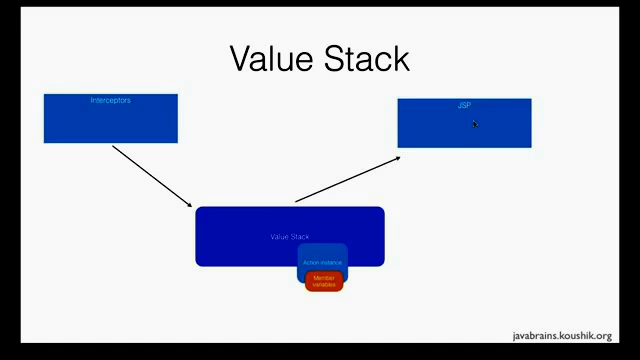 Value Stack
Interceptors
JSP
Value Stack
Action instance
Member
variables
javabrains.koushik.org